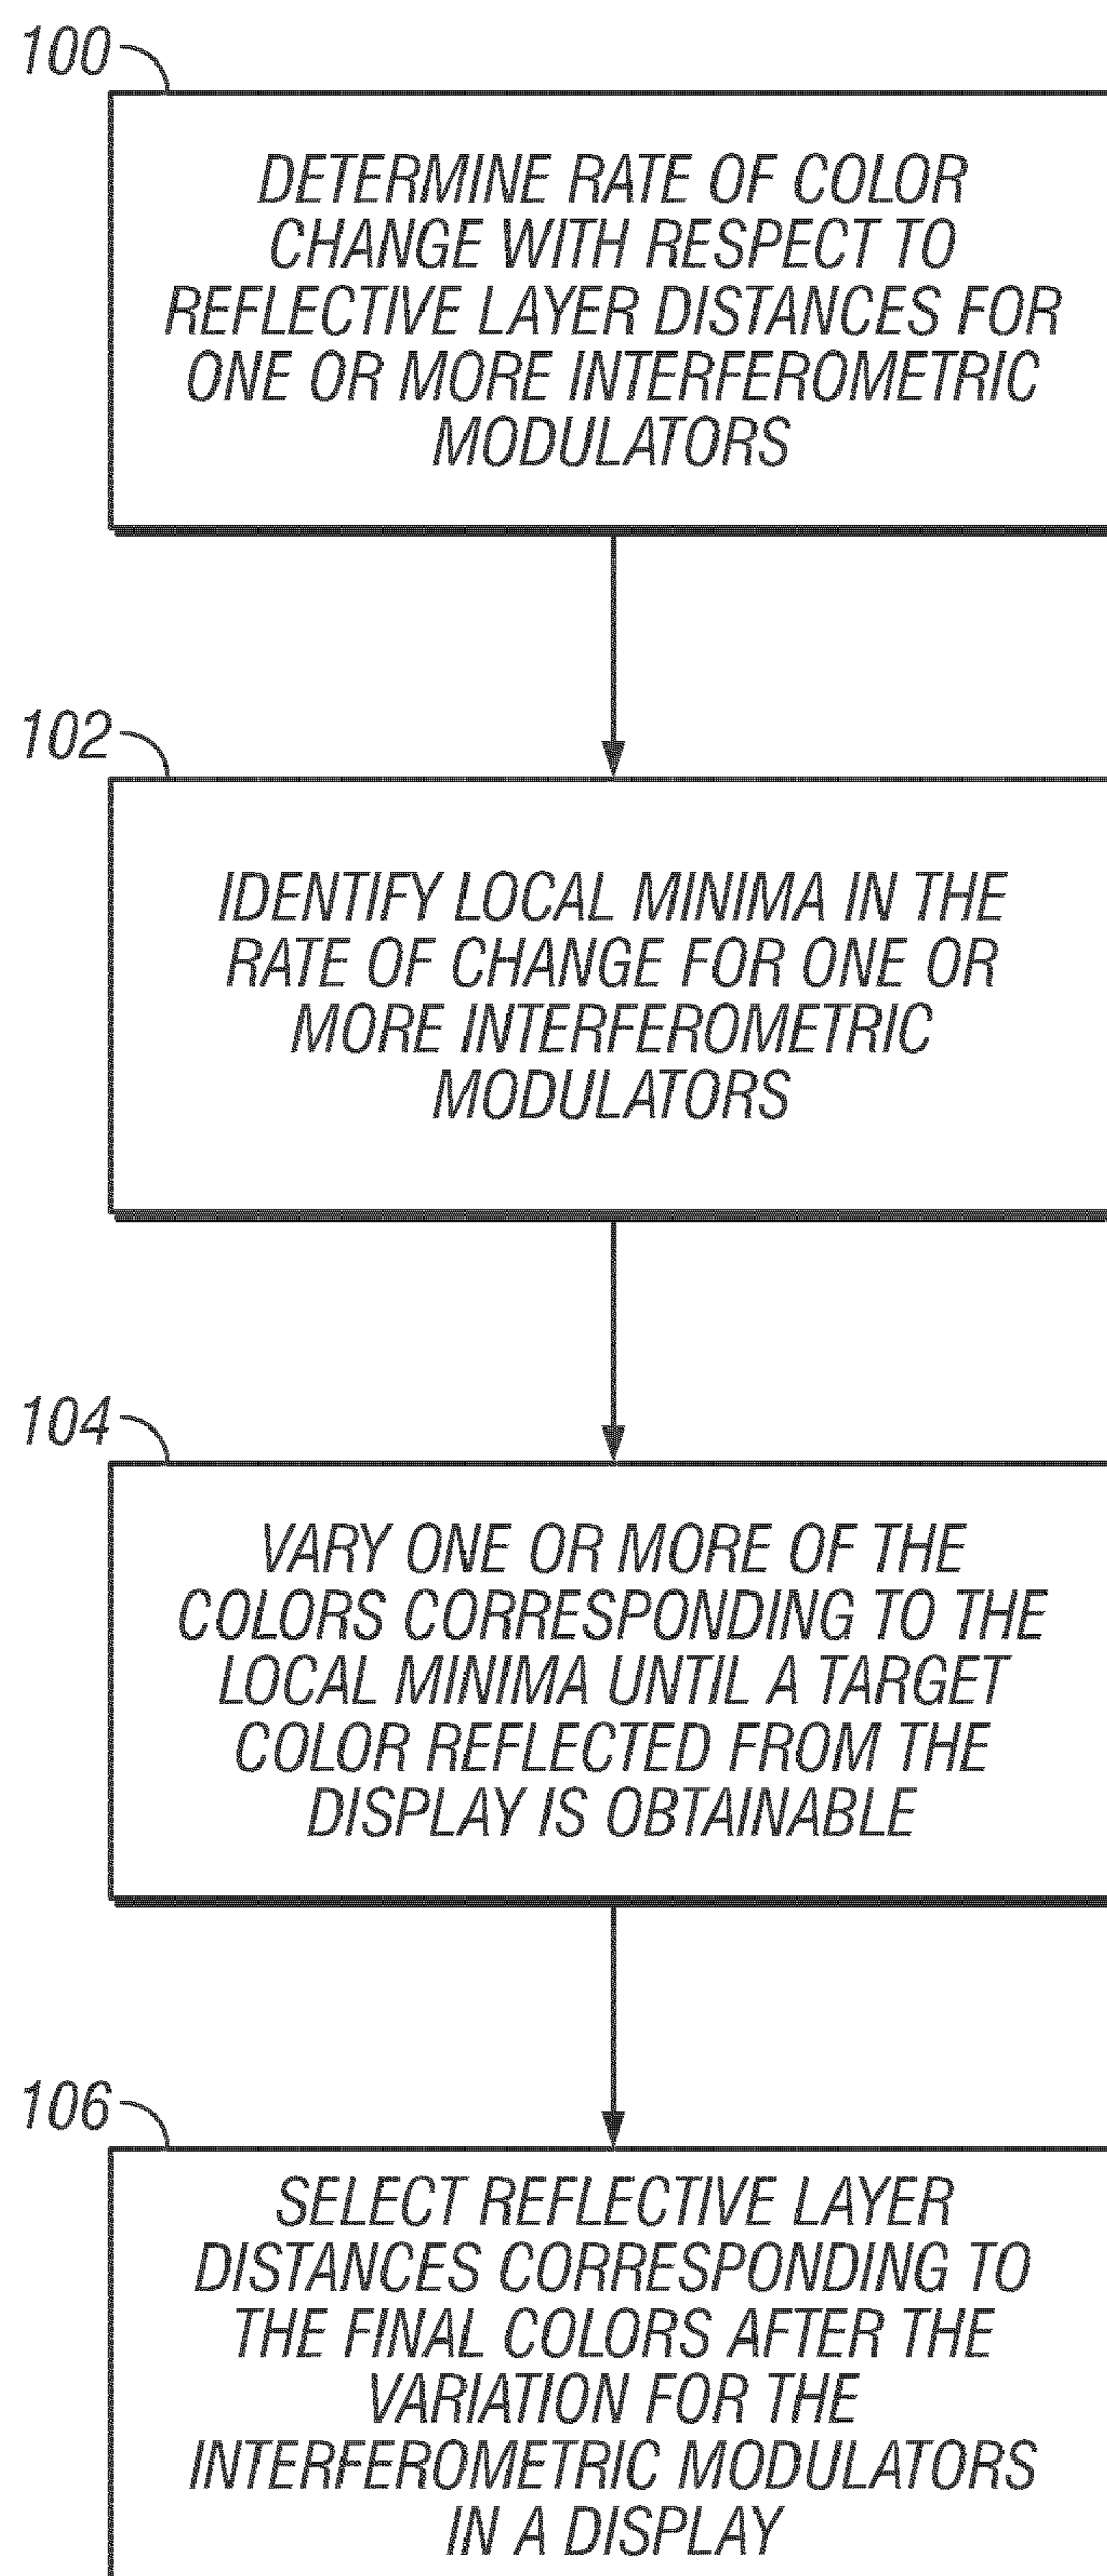 100
DETERMINE RATE OF COLOR
CHANGE WITH RESPECT TO
REFLECTIVE LAYER DISTANCES FOR
ONE OR MORE INTERFEROMETRIC
MODULATORS
102
IDENTIFY LOCAL MINIMA IN THE
RATE OF CHANGE FOR ONE OR
MORE INTERFEROMETRIC
MODULATORS
104
VARY ONE OR MORE OF THE
COLORS CORRESPONDING TO THE
LOCAL MINIMA UNTIL A TARGET
COLOR REFLECTED FROM THE
DISPLAY IS OBTAINABLE
106
SELECT REFLECTIVE LAYER
DISTANCES CORRESPONDING TO
THE FINAL COLORS AFTER THE
VARIATION FOR THE
INTERFEROMETRIC MODULATORS
IN A DISPLAY